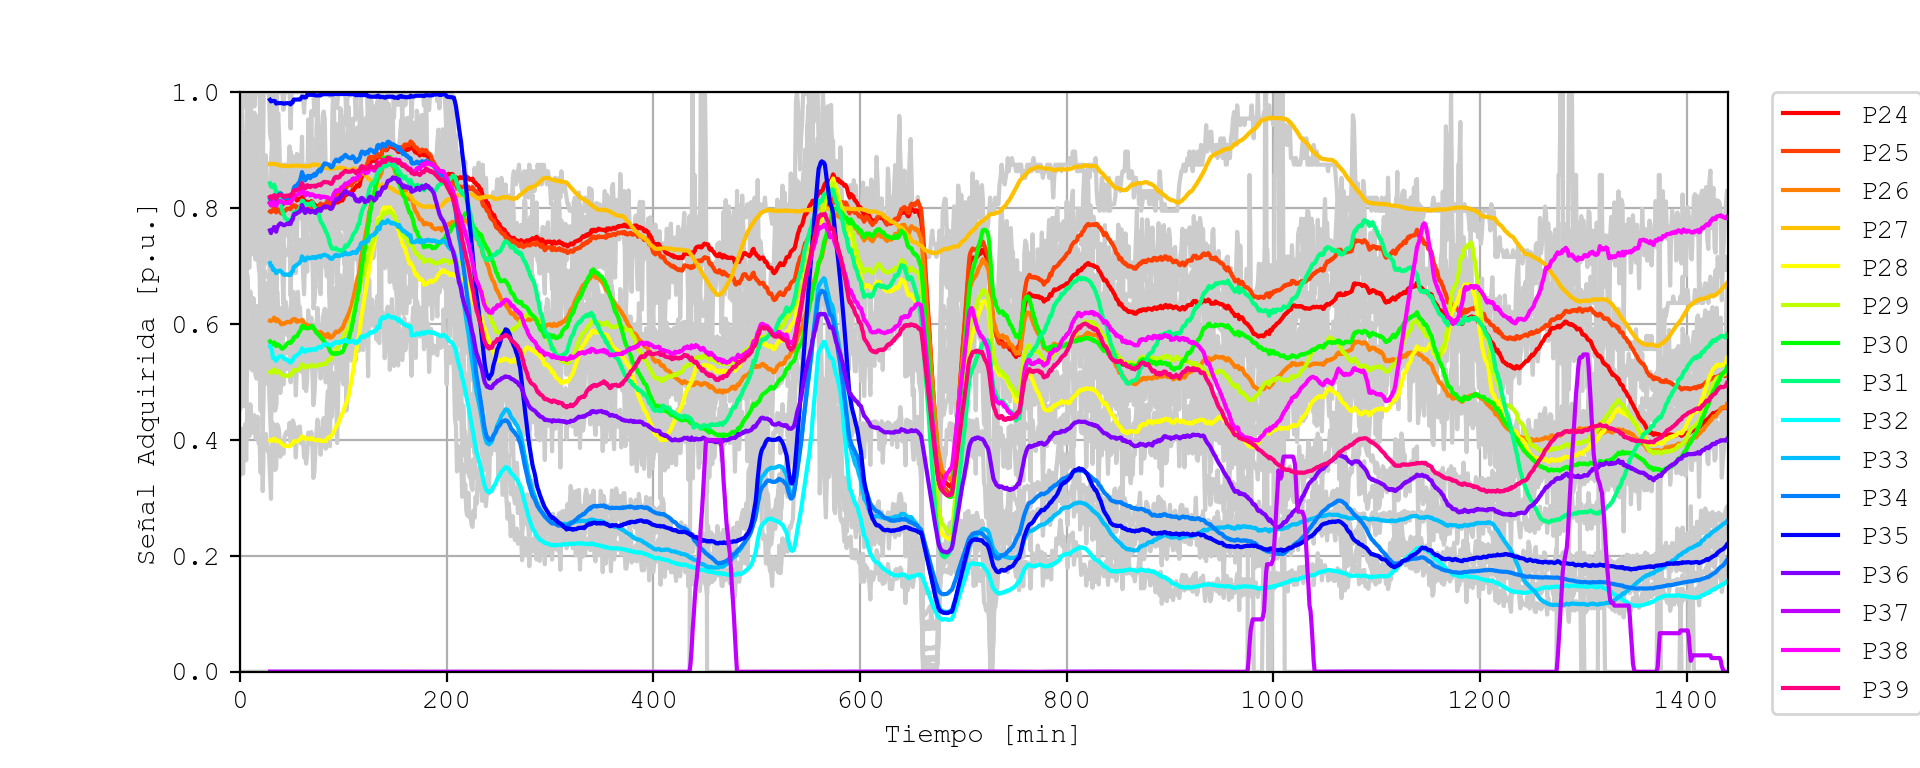 1.0
0.8
0.6
0.4
0.2
0.0
Señal Adquirida [p.u.]
0 200 400 600 800 1000 1200 1400
Tiempo [min]
P24
P25
P26
P27
P28
P29
P30
P31
P32
P33
P34
P35
P36
P37
P38
P39